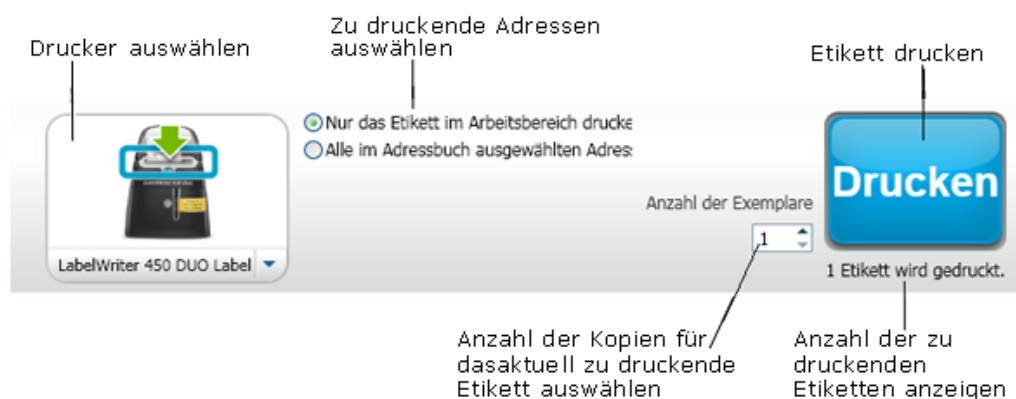 Drucker auswählen
Zu druckende Adressen
auswählen
Etikett drucken
Nur das Etikett im Arbeitsbereich drucke
Alle im Adressbuch ausgewählten Adres
Drucken
Anzahl der Exemplare
1
LabelWriter 450 DUO Label
1 Etikett wird gedruckt.
Anzahl der Kopien für
dasaktuell zu druckende
Etikett auswählen
Anzahl der zu
druckenden
Etiketten anzeigen